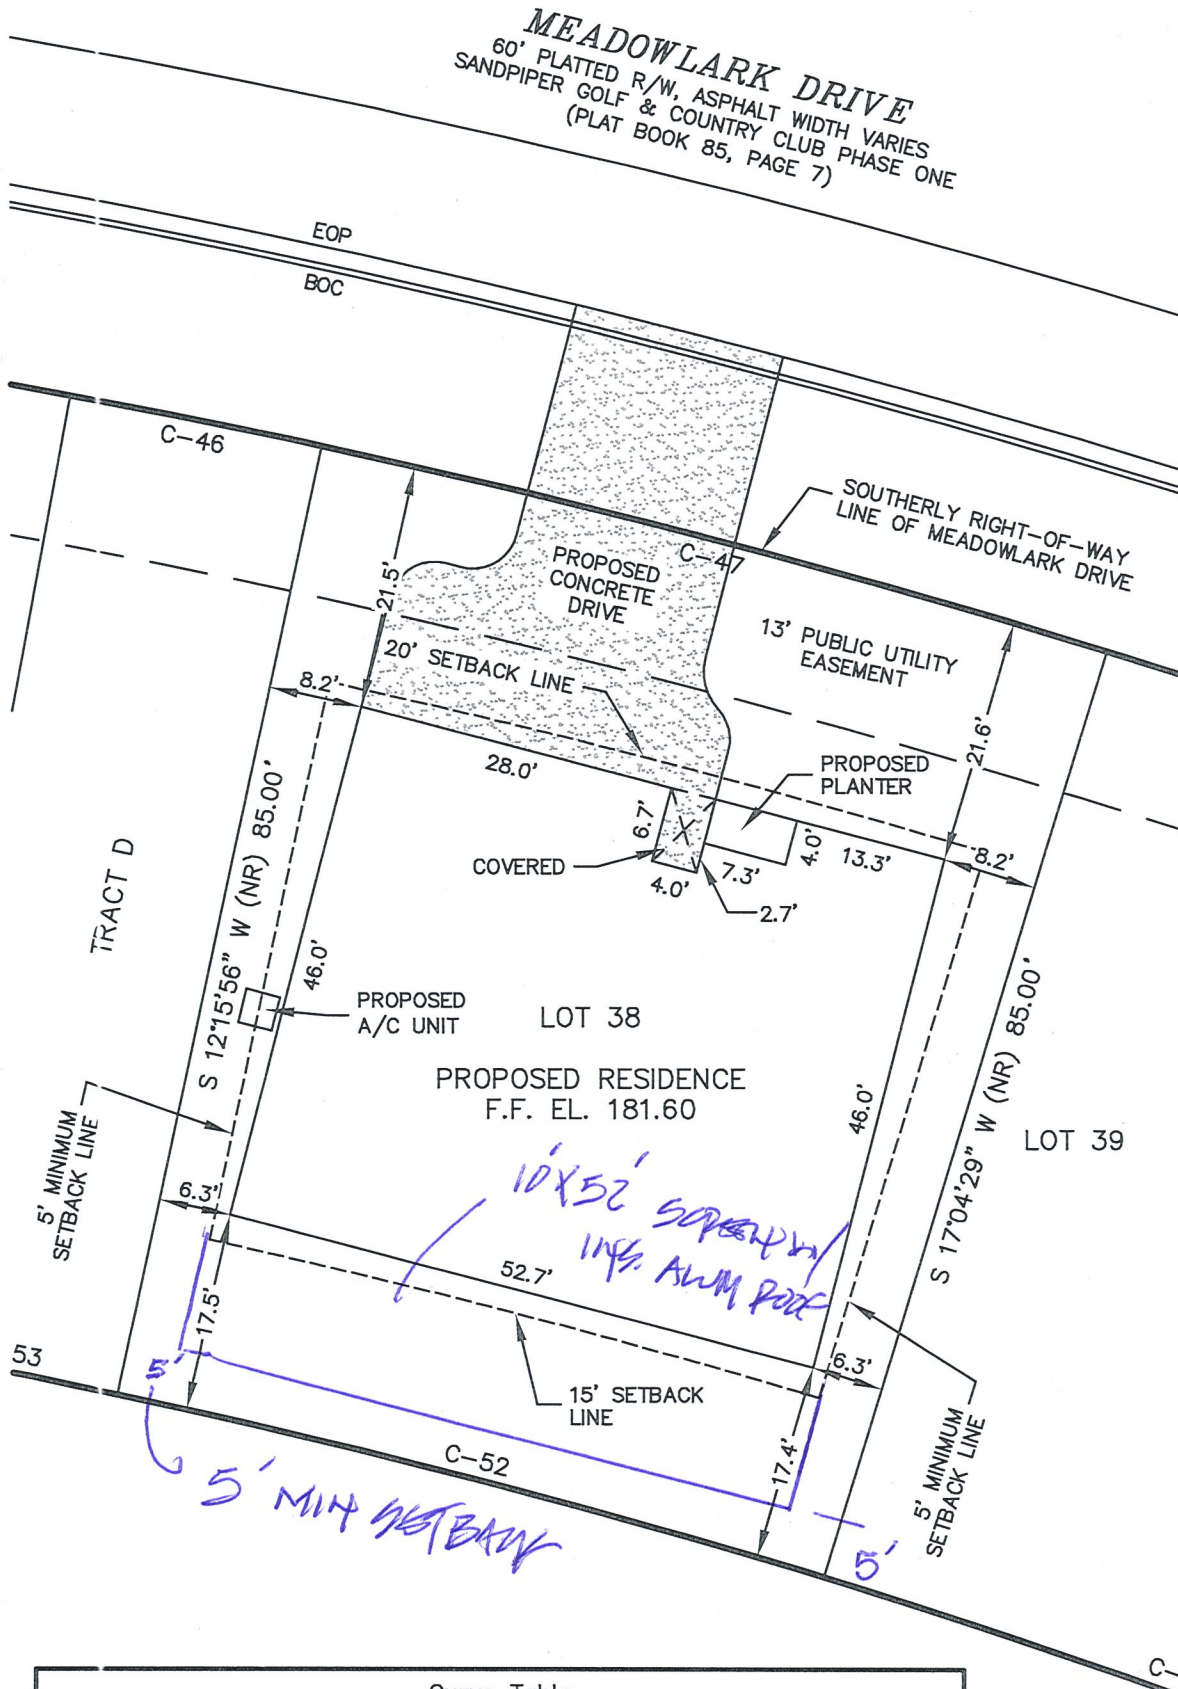 MEADOWLARK DRIVE
60' PLATTED R/W, ASPHALT WIDTH VARIES
SANDPIPER GOLF & COUNTRY CLUB PHASE ONE
(PLAT BOOK 85, PAGE 7)
EOP
BOC
C-46
C-47
SOUTHERLY RIGHT-OF-WAY
LINE OF MEADOWLARK DRIVE
PROPOSED
CONCRETE
DRIVE
21.5'
13' PUBLIC UTILITY
EASEMENT
20' SETBACK LINE
8.2'
21.6'
28.0'
PROPOSED
PLANTER
6.7'
COVERED
4.0'
7.3'
4.0'
13.3'
8.2'
2.7'
TRACT D
S 12°15'56" W (NR) 85.00'
46.0'
PROPOSED
A/C UNIT
LOT 38
PROPOSED RESIDENCE
F.F. EL. 181.60
46.0'
S 17°04'29" W (NR) 85.00'
LOT 39
5' MINIMUM
SETBACK LINE
6.3'
10'X52' SCREEN W/
INS. ALUM ROOF
52.7'
17.5'
15' SETBACK
LINE
6.3'
53
5'
C-52
17.4'
5' MINIMUM
SETBACK LINE
5' MIN SETBACK
5'
C-